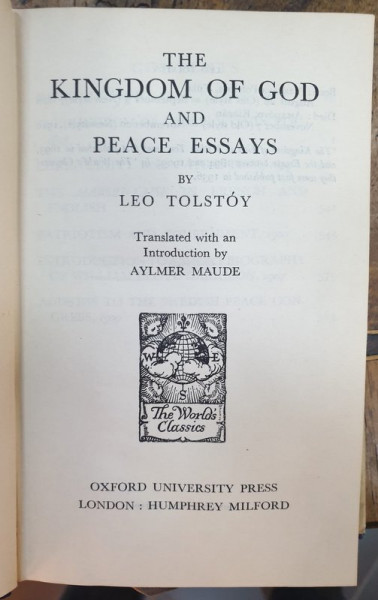 THE
KINGDOM OF GOD
AND
PEACE ESSAYS
BY
LEO TOLSTÓY
Translated with an
Introduction by
AYLMER MAUDE
W E
S
The World's
Classics
OXFORD UNIVERSITY PRESS
LONDON : HUMPHREY MILFORD